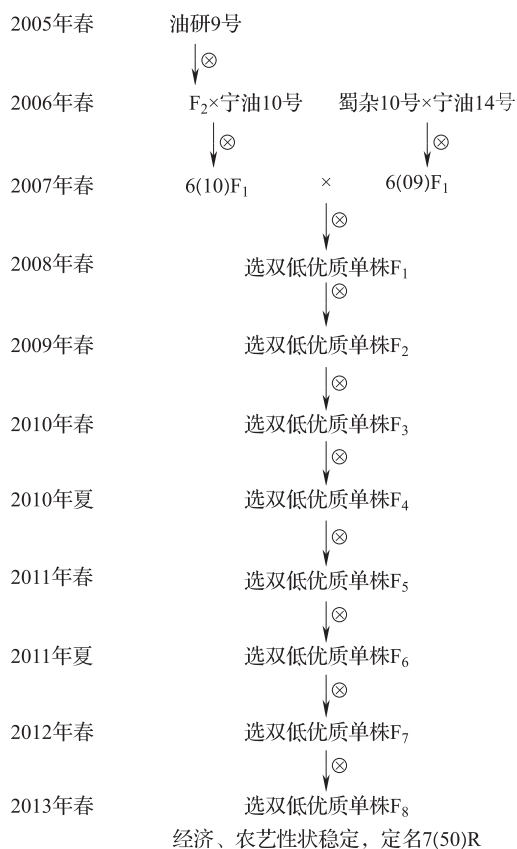 2005年春 油研9号
⊗
2006年春 F₂×宁油10号 蜀杂10号×宁油14号
⊗ ⊗
2007年春 6(10)F₁ × 6(09)F₁
⊗
2008年春 选双低优质单株F₁
⊗
2009年春 选双低优质单株F₂
⊗
2010年春 选双低优质单株F₃
⊗
2010年夏 选双低优质单株F₄
⊗
2011年春 选双低优质单株F₅
⊗
2011年夏 选双低优质单株F₆
⊗
2012年春 选双低优质单株F₇
⊗
2013年春 选双低优质单株F₈
经济、农艺性状稳定，定名7(50)R